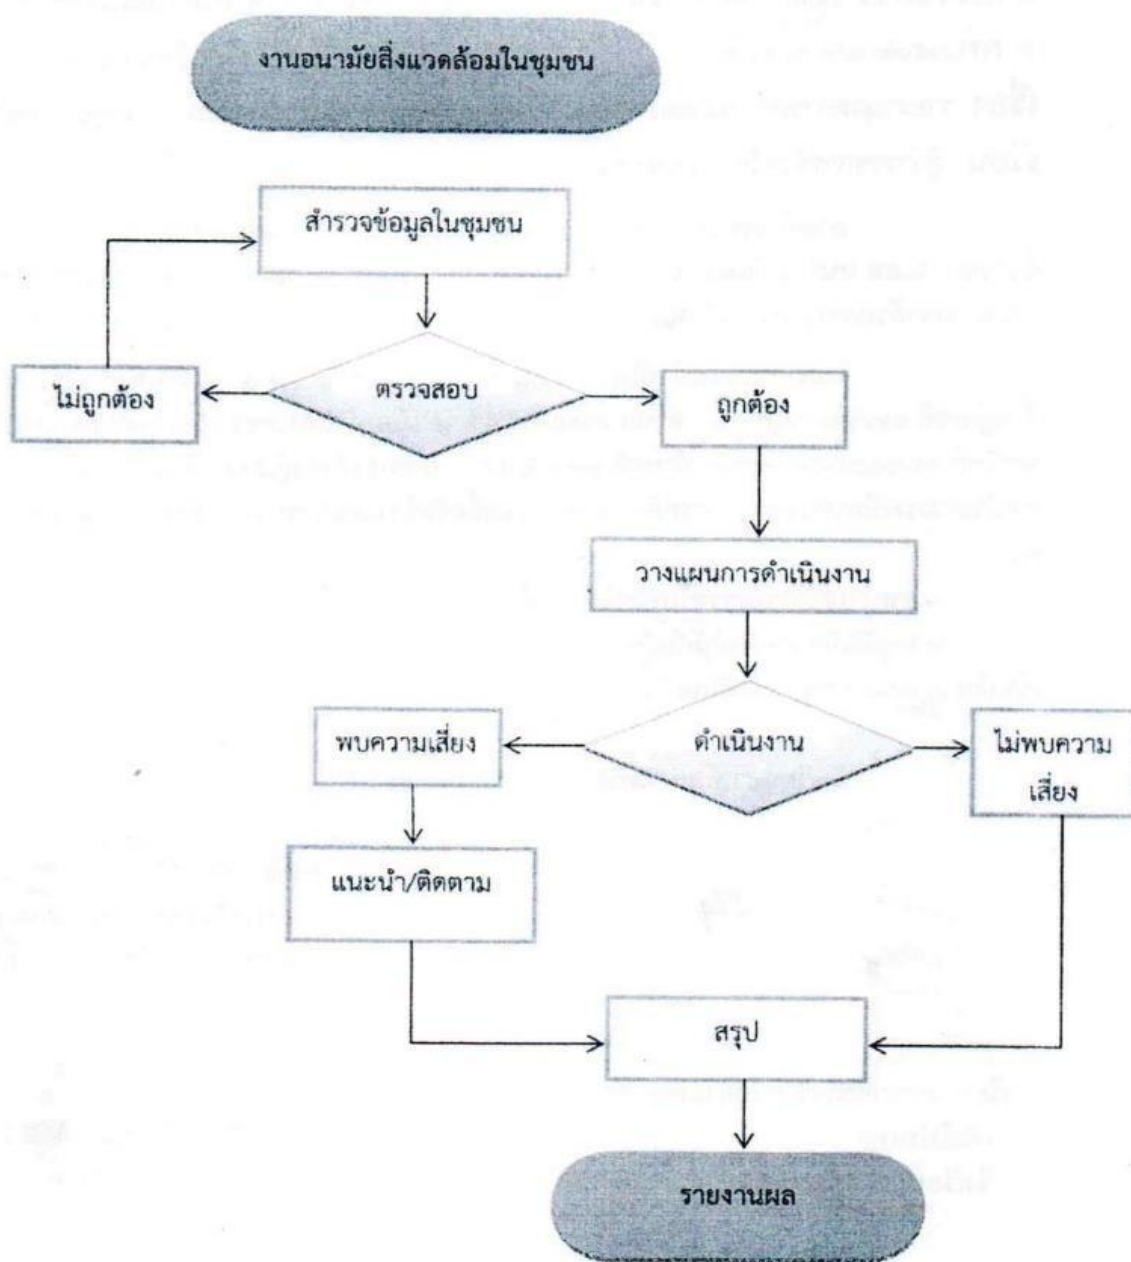 งานอนามัยสิ่งแวดล้อมในชุมชน
สำรวจข้อมูลในชุมชน
ไม่ถูกต้อง
ตรวจสอบ
ถูกต้อง
วางแผนการดำเนินงาน
พบความเสี่ยง
ดำเนินงาน
ไม่พบความ
เสี่ยง
แนะนำ/ติดตาม
สรุป
รายงานผล